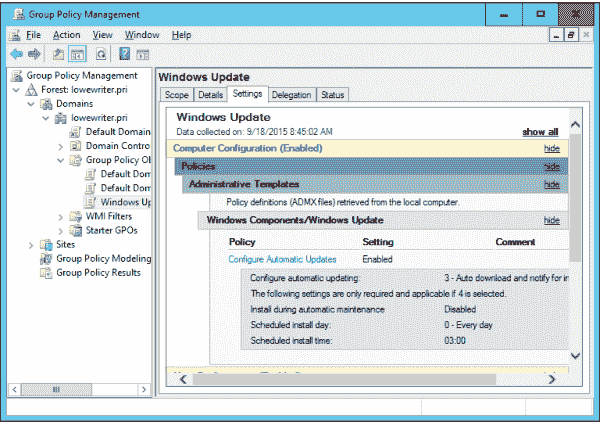 Group Policy Management
File Action View Window Help
Group Policy Management
Forest: lowewriter.pri
Domains
lowewriter.pri
Default Domain
Domain Contro
Group Policy Ob
Default Dom
Default Dom
Windows Up
WMI Filters
Starter GPOs
Sites
Group Policy Modeling
Group Policy Results
Windows Update
Scope Details Settings Delegation Status
Windows Update
Data collected on: 9/18/2015 8:45:02 AM show all
Computer Configuration (Enabled) hide
Policies hide
Administrative Templates hide
Policy definitions (ADMX files) retrieved from the local computer.
Windows Components/Windows Update hide
Policy Setting Comment
Configure Automatic Updates Enabled
Configure automatic updating: 3 - Auto download and notify for in
The following settings are only required and applicable if 4 is selected.
Install during automatic maintenance Disabled
Scheduled install day: 0 - Every day
Scheduled install time: 03:00